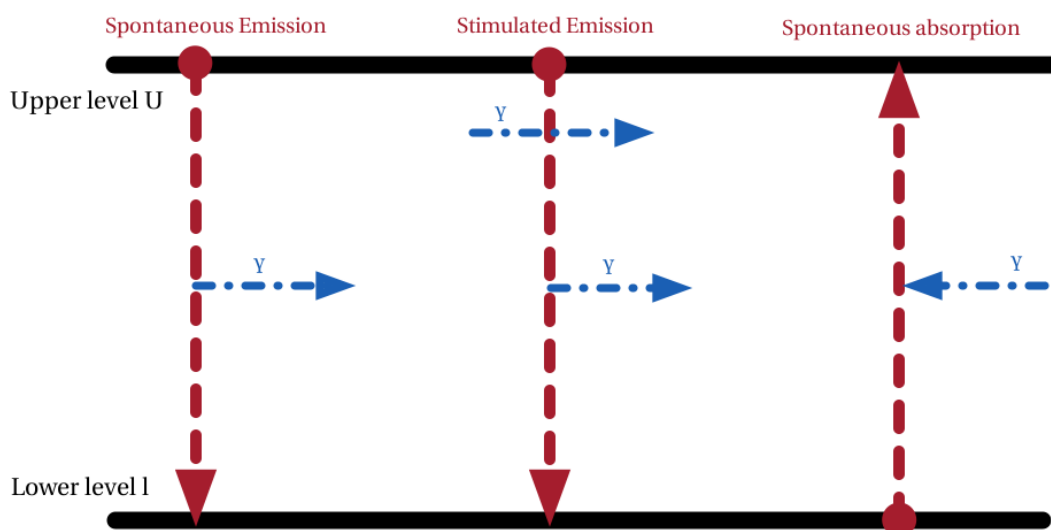 Spontaneous Emission
Stimulated Emission
Spontaneous absorption
Upper level U
γ
γ
γ
γ
Lower level l